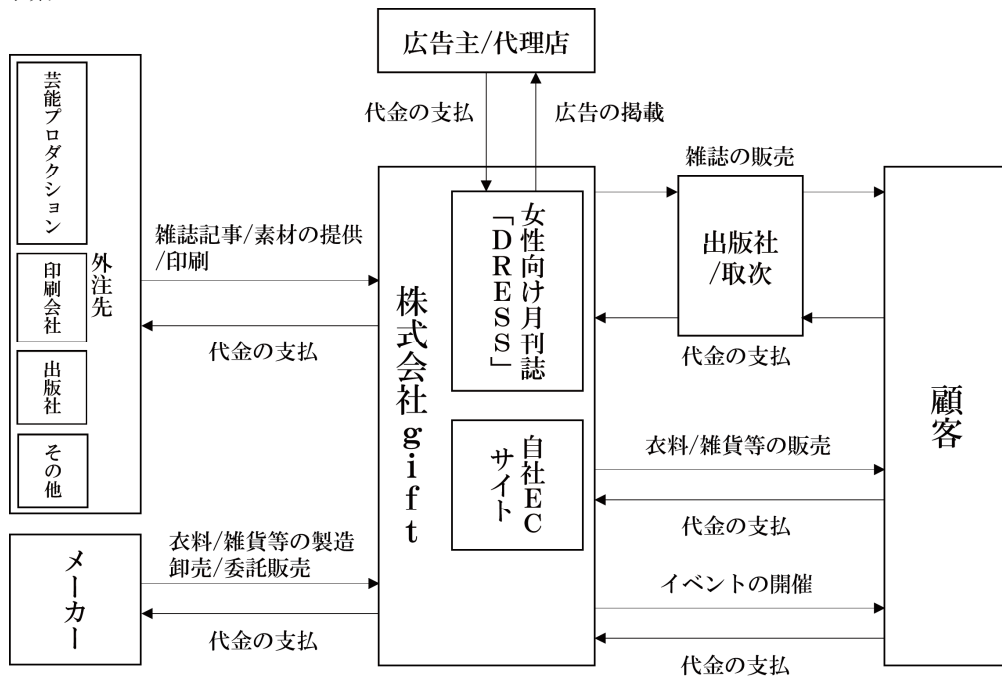 広告主/代理店
代金の支払
広告の掲載
芸能プロダクション
印刷会社
出版社
その他
外注先
雑誌記事/素材の提供
/印刷
代金の支払
メーカー
衣料/雑貨等の製造
卸売/委託販売
代金の支払
株式会社gift
女性向け月刊誌
「DRESS」
自社EC
サイト
雑誌の販売
出版社
/取次
代金の支払
衣料/雑貨等の販売
代金の支払
イベントの開催
代金の支払
顧客